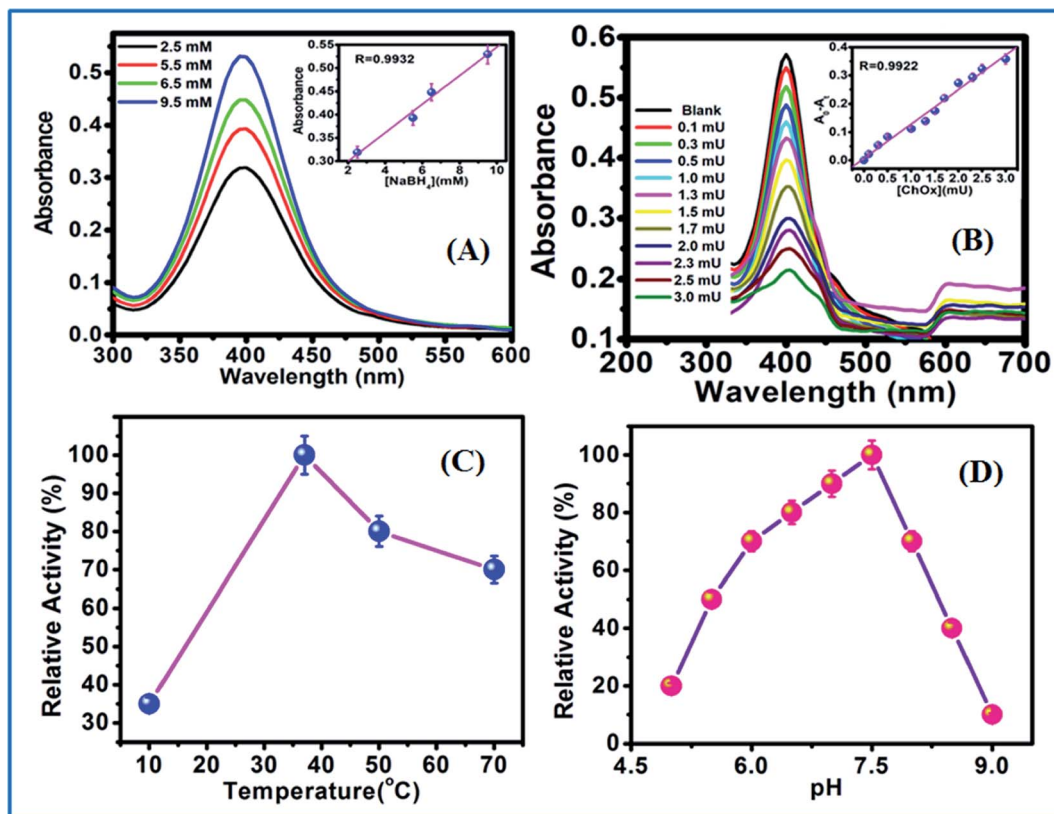 2.5 mM
5.5 mM
6.5 mM
9.5 mM
(A)
R=0.9932
Absorbance
0.55
0.50
0.45
0.40
0.35
0.30
2 4 6 8 10
[NaBH4](mM)
Absorbance
0.7
0.6
0.5
0.4
0.3
0.2
0.1
0.0
300 350 400 450 500 550 600
Wavelength (nm)
Blank
0.1 mU
0.3 mU
0.5 mU
1.0 mU
1.3 mU
1.5 mU
1.7 mU
2.0 mU
2.3 mU
2.5 mU
3.0 mU
(B)
R=0.9922
A0-At
0.4
0.3
0.2
0.1
0.0
0.0 0.5 1.0 1.5 2.0 2.5 3.0
[ChOx](mU)
Absorbance
0.6
0.5
0.4
0.3
0.2
0.1
200 300 400 500 600 700
Wavelength (nm)
(C)
Relative Activity (%)
100
90
80
70
60
50
40
30
10 20 30 40 50 60 70
Temperature(oC)
(D)
Relative Activity (%)
100
80
60
40
20
0
4.5 6.0 7.5 9.0
pH